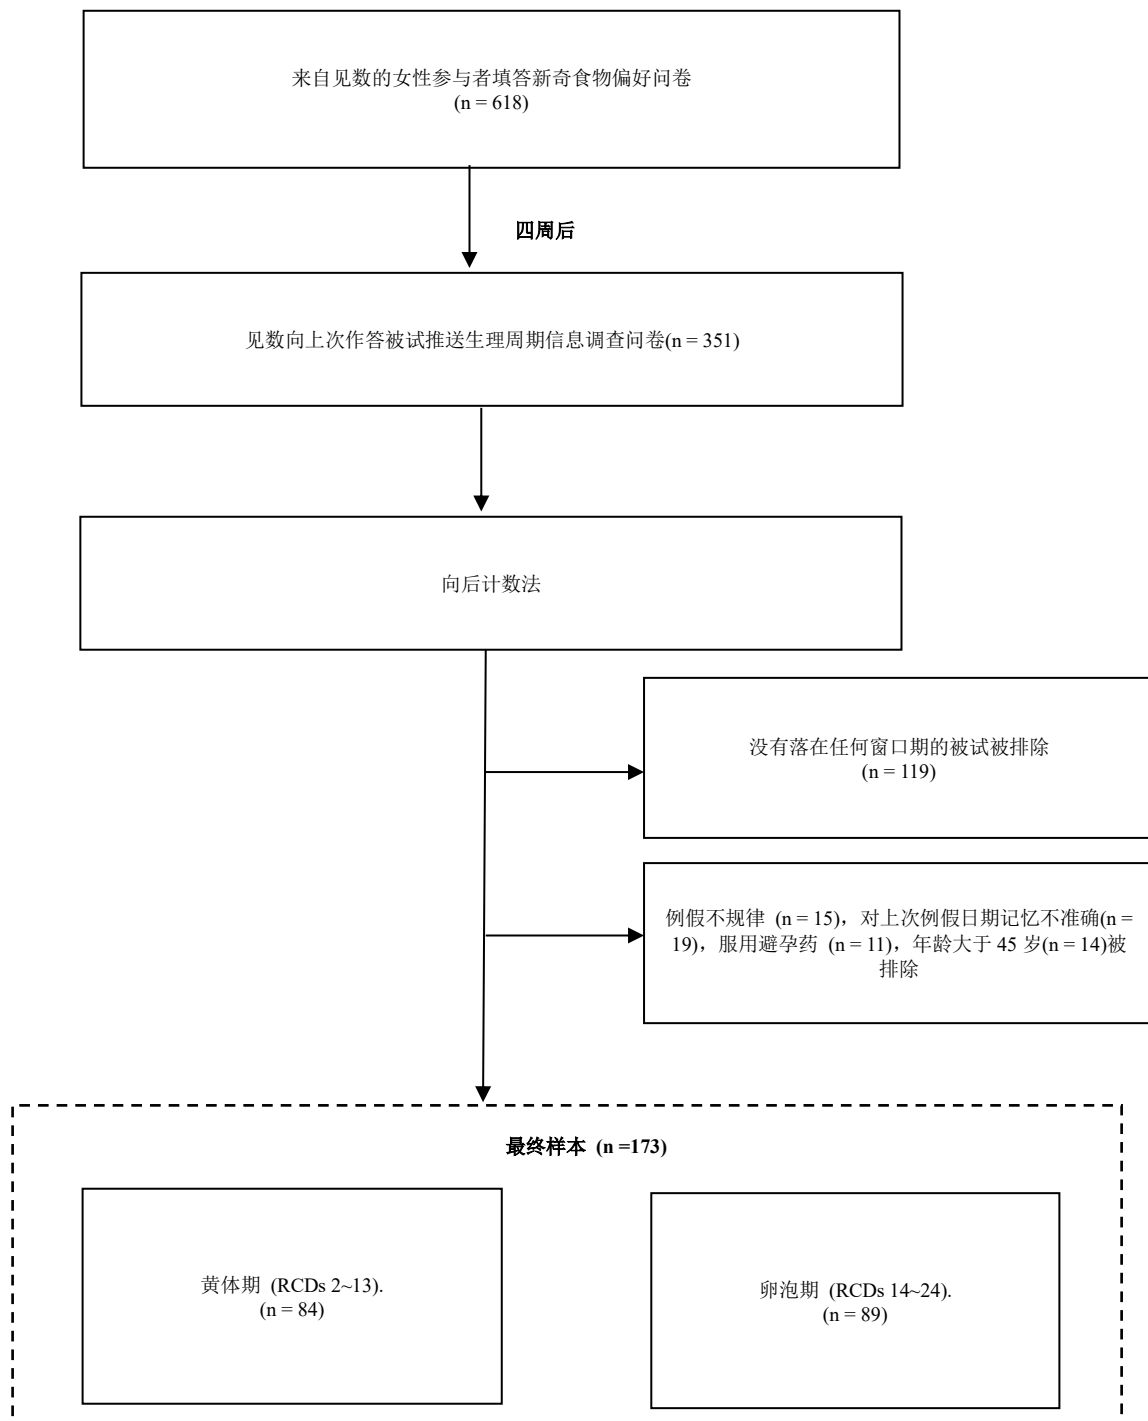 来自见数的女性参与者填答新奇食物偏好问卷
(n = 618)
四周后
见数向上次作答被试推送生理周期信息调查问卷(n = 351)
向后计数法
没有落在任何窗口期的被试被排除
(n = 119)
例假不规律 (n = 15)，对上次例假日期记忆不准确(n =
19)，服用避孕药 (n = 11)，年龄大于 45 岁(n = 14)被
排除
最终样本 (n =173)
黄体期 (RCDs 2~13).
(n = 84)
卵泡期 (RCDs 14~24).
(n = 89)